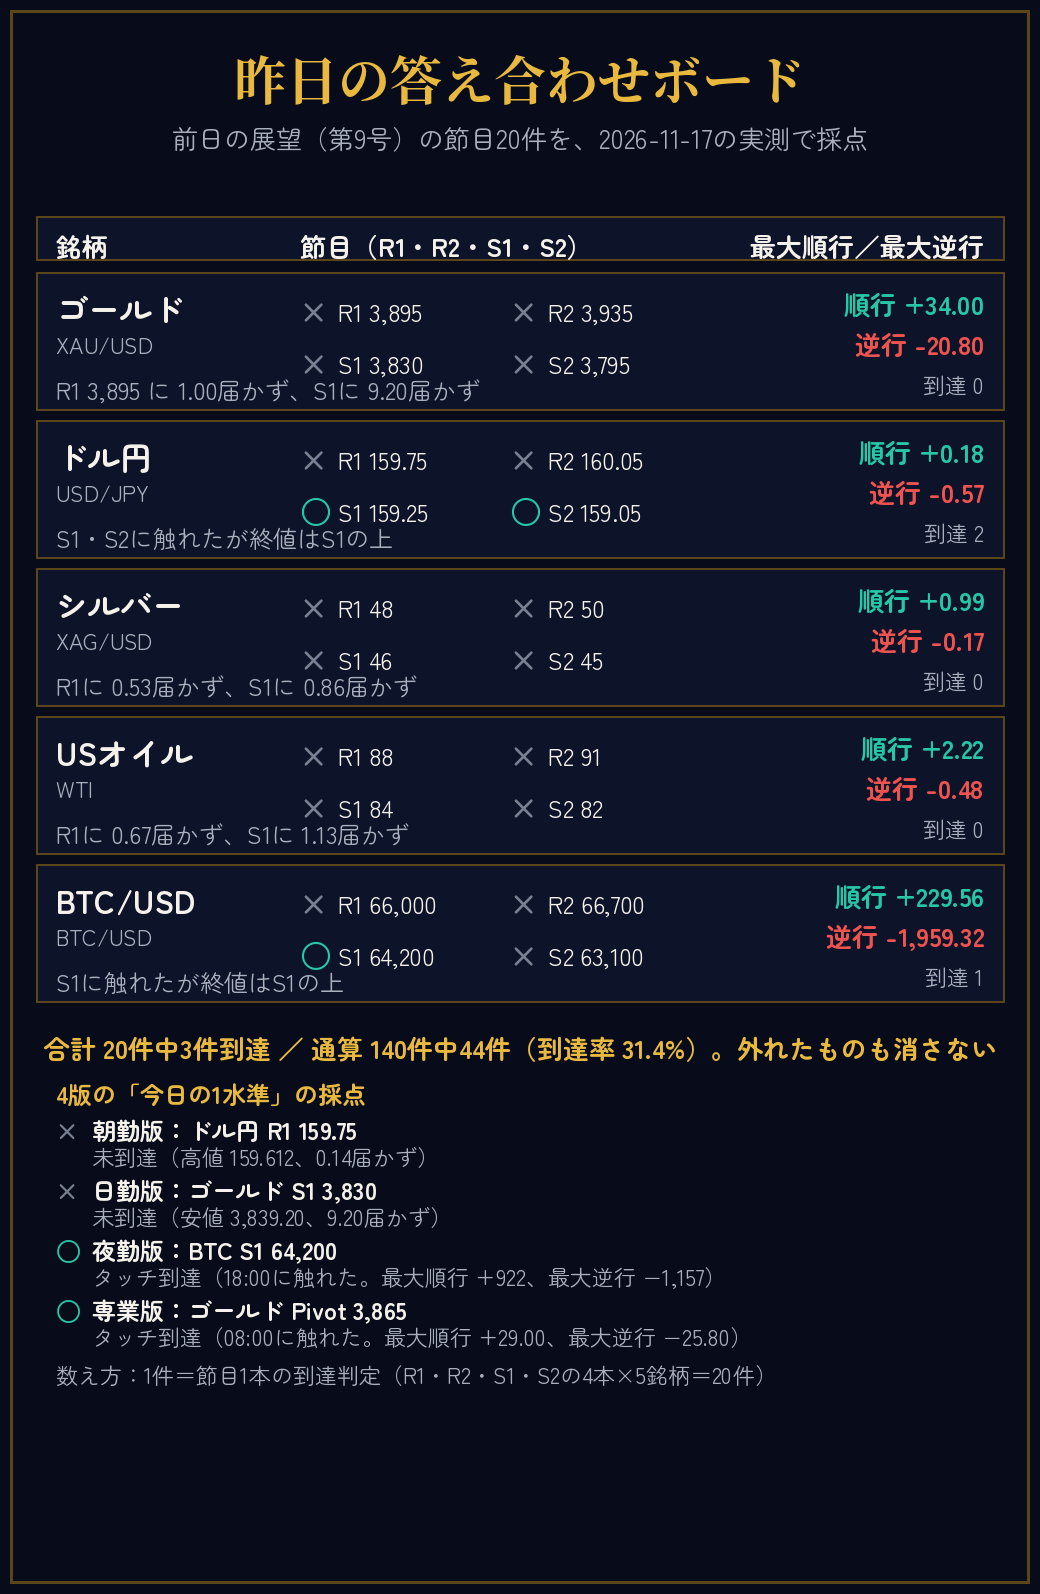 昨日の答え合わせボード
前日の展望（第9号）の節目20件を、2026-11-17の実測で採点
銘柄 節目（R1・R2・S1・S2） 最大順行／最大逆行
ゴールド × R1 3,895 × R2 3,935 順行 +34.00
XAU/USD × S1 3,830 × S2 3,795 逆行 -20.80
R1 3,895 に 1.00届かず、S1に 9.20届かず 到達 0
ドル円 × R1 159.75 × R2 160.05 順行 +0.18
USD/JPY ○ S1 159.25 ○ S2 159.05 逆行 -0.57
S1・S2に触れたが終値はS1の上 到達 2
シルバー × R1 48 × R2 50 順行 +0.99
XAG/USD × S1 46 × S2 45 逆行 -0.17
R1に 0.53届かず、S1に 0.86届かず 到達 0
USオイル × R1 88 × R2 91 順行 +2.22
WTI × S1 84 × S2 82 逆行 -0.48
R1に 0.67届かず、S1に 1.13届かず 到達 0
BTC/USD × R1 66,000 × R2 66,700 順行 +229.56
BTC/USD ○ S1 64,200 × S2 63,100 逆行 -1,959.32
S1に触れたが終値はS1の上 到達 1
合計 20件中3件到達 ／ 通算 140件中44件（到達率 31.4%）。外れたものも消さない
4版の「今日の1水準」の採点
× 朝勤版：ドル円 R1 159.75
未到達（高値 159.612、0.14届かず）
× 日勤版：ゴールド S1 3,830
未到達（安値 3,839.20、9.20届かず）
○ 夜勤版：BTC S1 64,200
タッチ到達（18:00に触れた。最大順行 +922、最大逆行 −1,157）
○ 専業版：ゴールド Pivot 3,865
タッチ到達（08:00に触れた。最大順行 +29.00、最大逆行 −25.80）
数え方：1件＝節目1本の到達判定（R1・R2・S1・S2の4本×5銘柄＝20件）